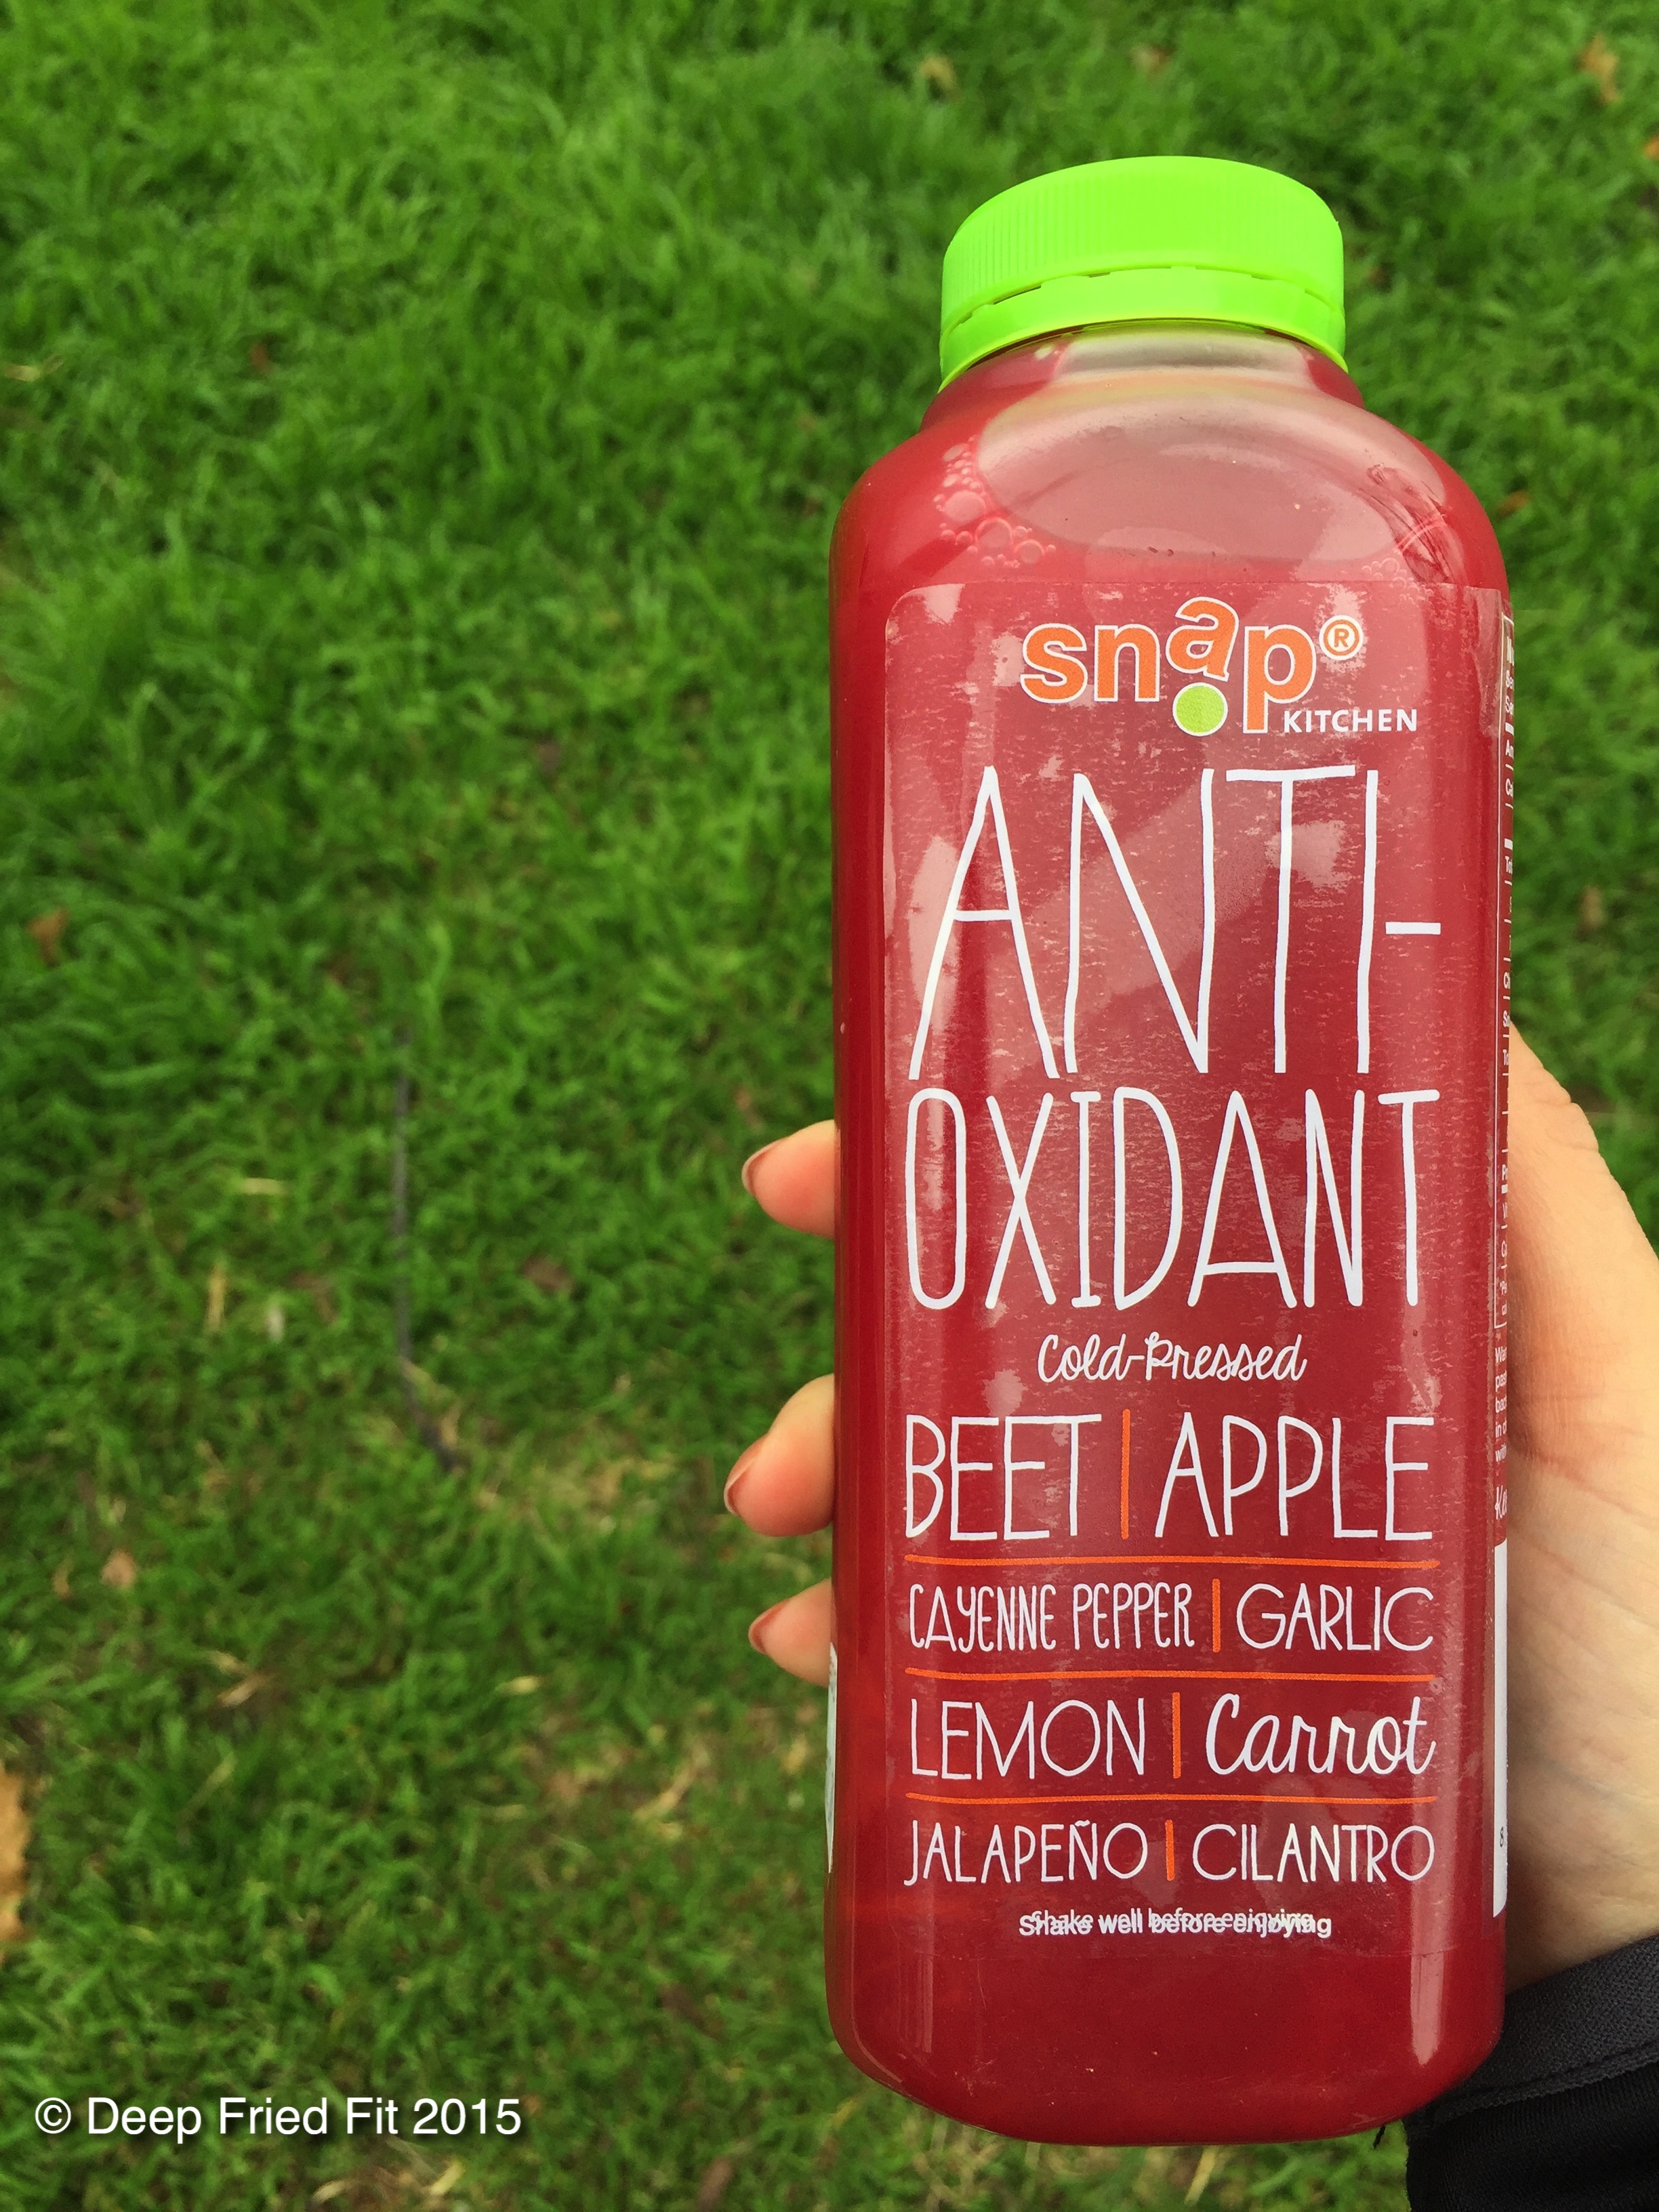 snap®
KITCHEN
ANTI-
OXIDANT
Cold-Pressed
BEET | APPLE
CAYENNE PEPPER | GARLIC
LEMON | Carrot
JALAPEÑO | CILANTRO
Shake well before enjoying
© Deep Fried Fit 2015